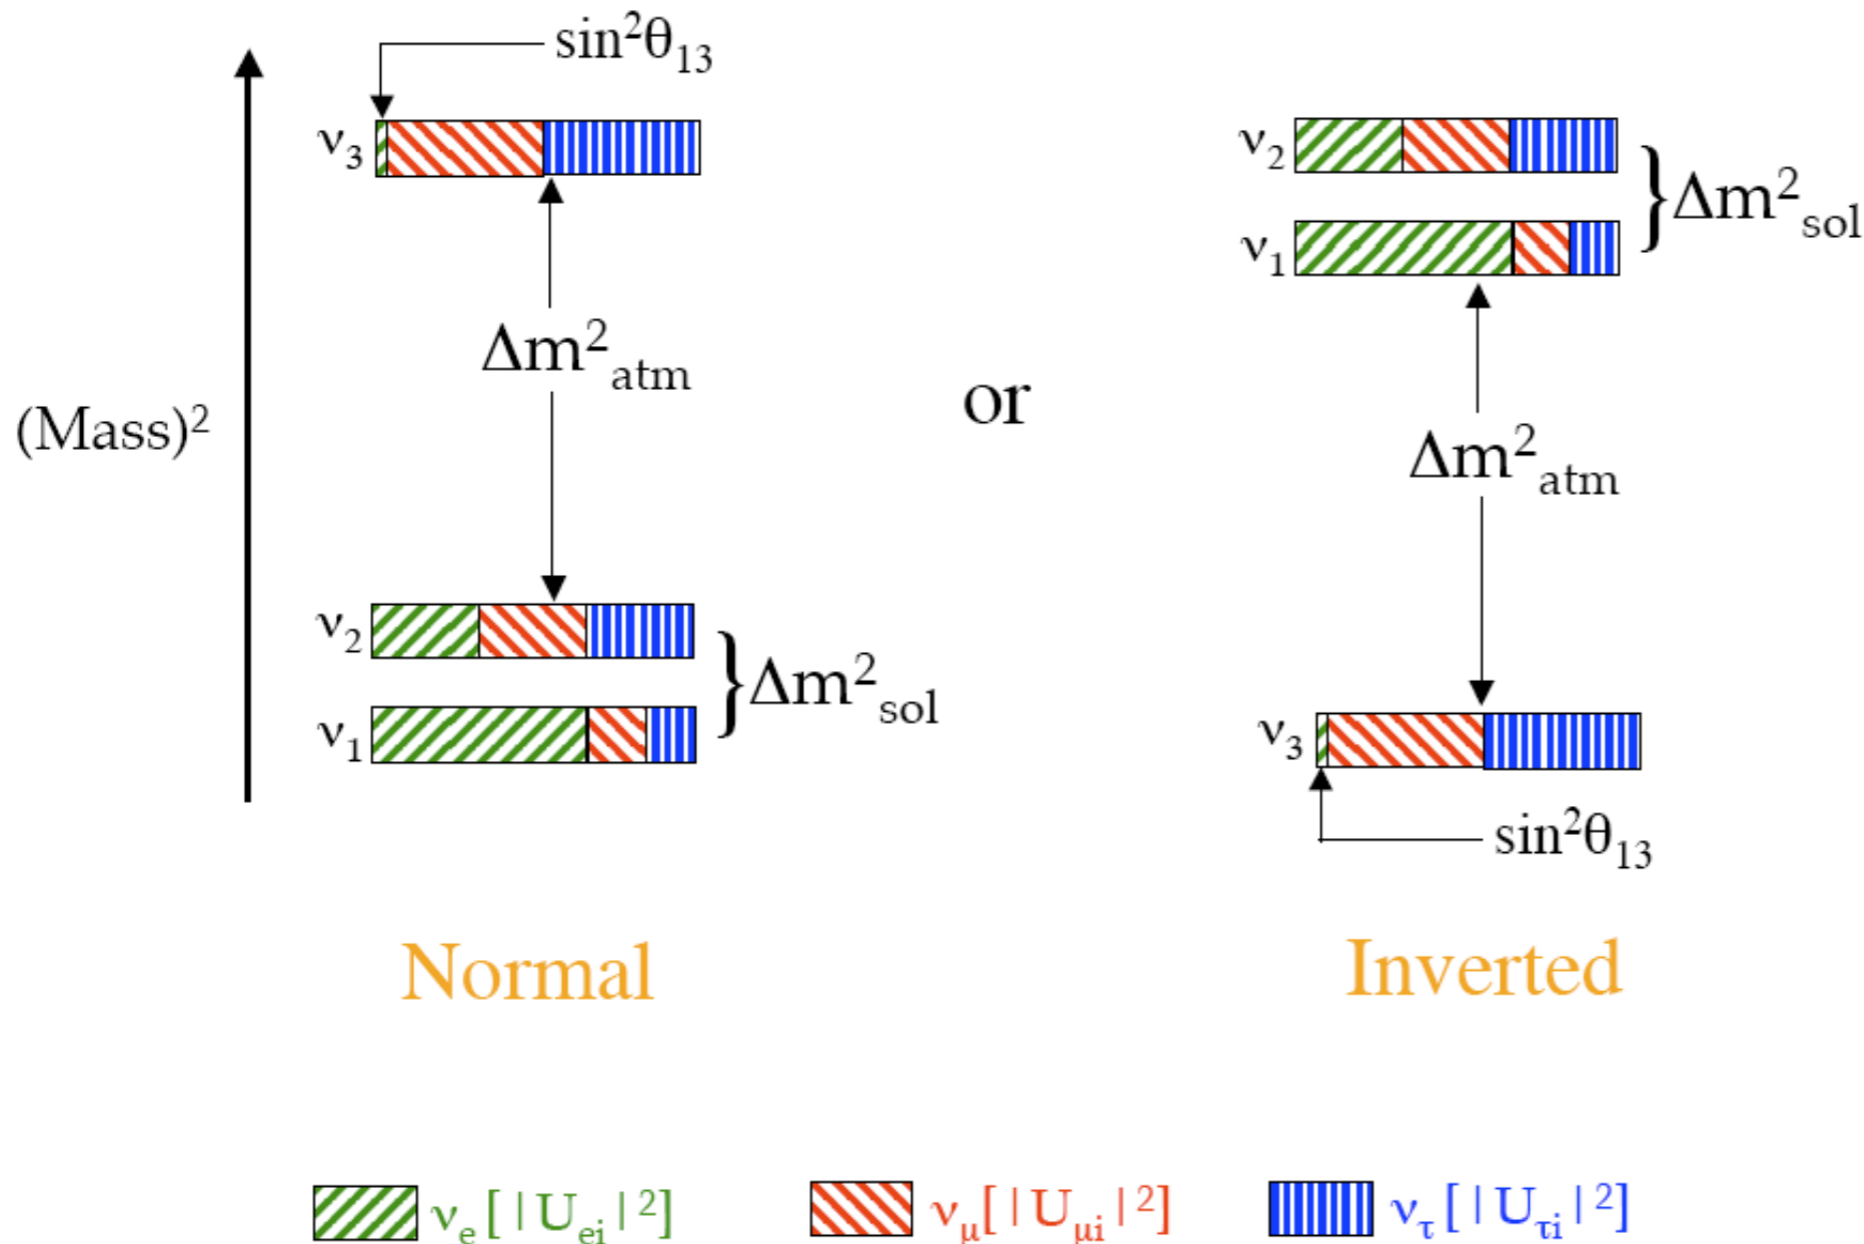 sin²θ₁₃
ν₃
ν₂
Δm²sol
ν₁
Δm²atm
or
(Mass)²
Δm²atm
ν₂
Δm²sol
ν₁
ν₃
sin²θ₁₃
Normal
Inverted
νₑ [ |Uₑᵢ|²]
νμ[ |Uμi|²]
ντ [ |Uτi|²]